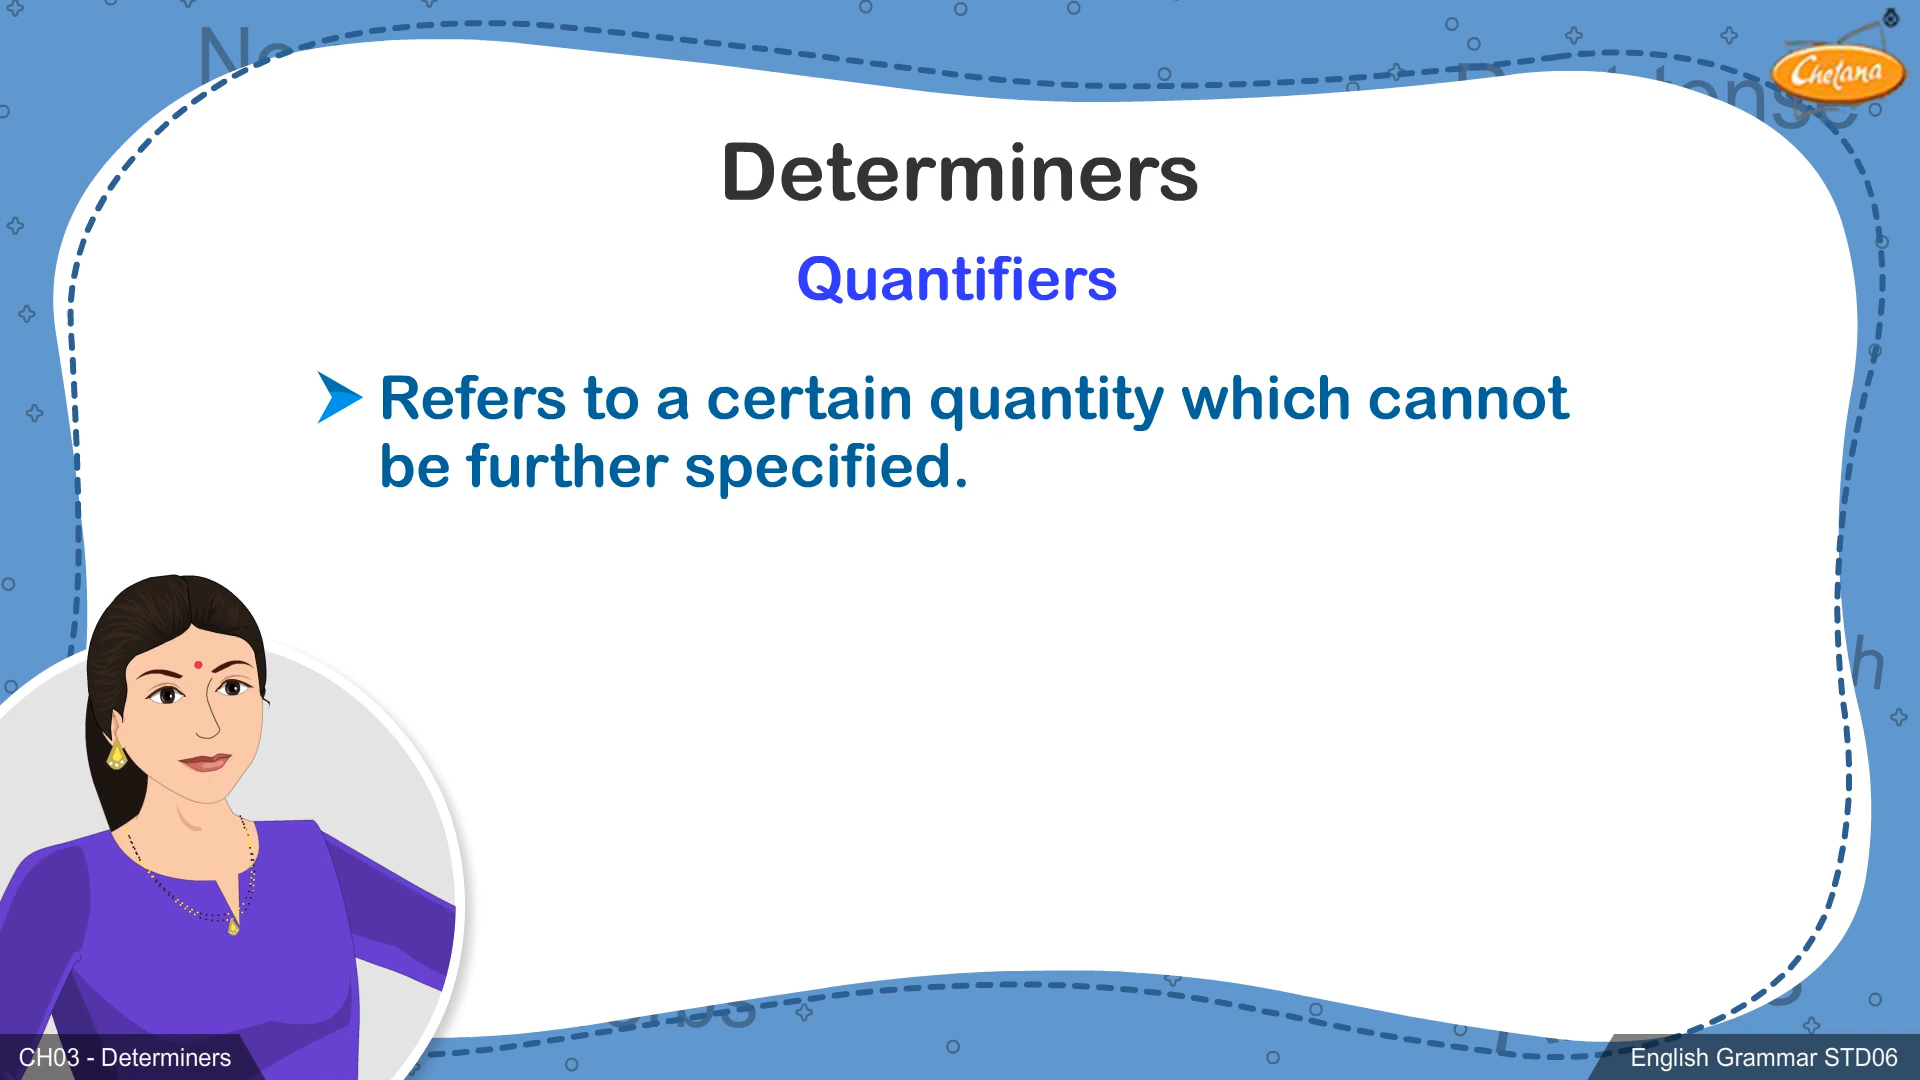 Chetana
Determiners
Quantifiers
Refers to a certain quantity which cannot
be further specified.
CH03 - Determiners
English Grammar STD06